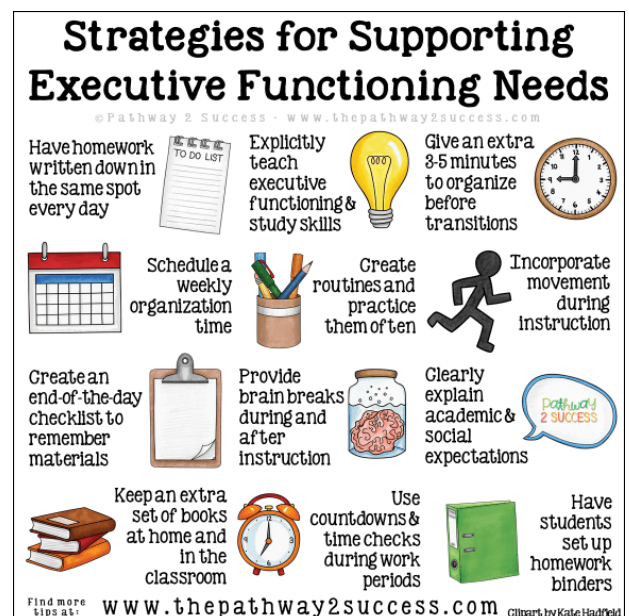 Strategies for Supporting
Executive Functioning Needs
©Pathway 2 Success - www.thepathway2success.com
Have homework
written down in
the same spot
every day
TO DO LIST
Explicitly
teach
executive
functioning &
study skills
Give an extra
3-5 minutes
to organize
before
transitions
Schedule a
weekly
organization
time
Create
routines and
practice
them often
Incorporate
movement
during
instruction
Create an
end-of-the-day
checklist to
remember
materials
Provide
brain breaks
during and
after
instruction
Clearly
explain
academic &
social
expectations
pathway
2 SUCCESS
Keep an extra
set of books
at home and
in the
classroom
Use
countdowns &
time checks
during work
periods
Have
students
set up
homework
binders
Find more
tips at:
www.thepathway2success.com
Clipart by Kate Hadfield